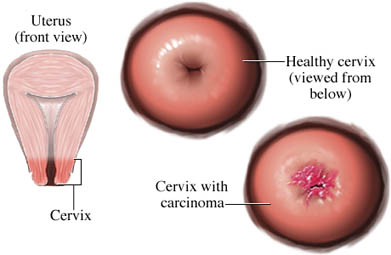 Uterus
(front view)
Healthy cervix
(viewed from
below)
Cervix with
carcinoma
Cervix